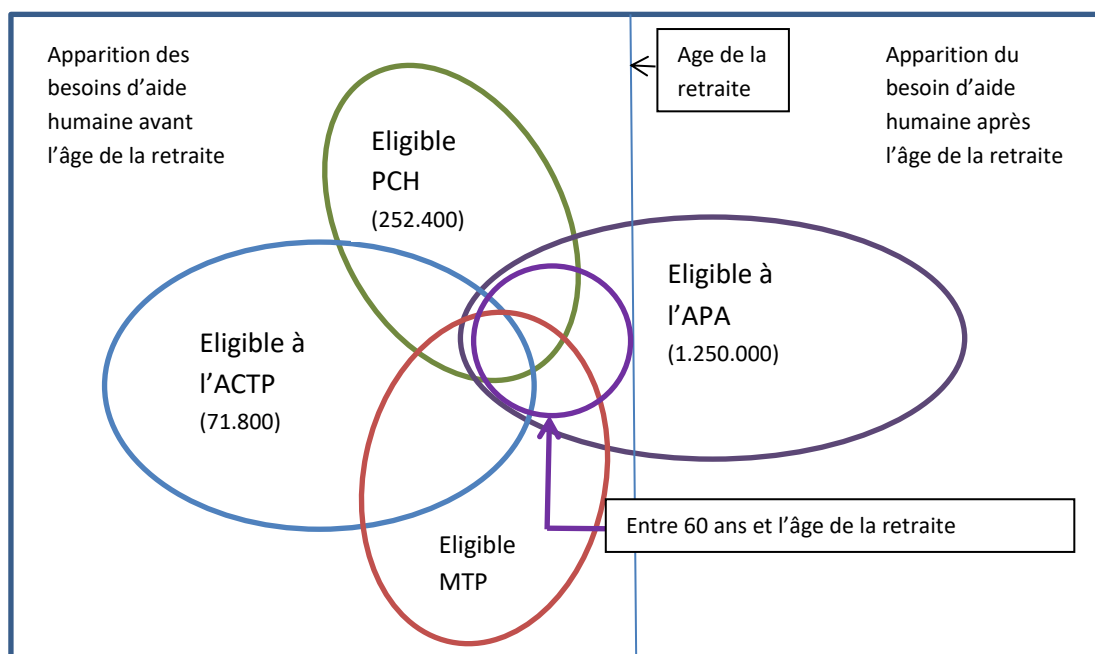 Apparition des
besoins d'aide
humaine avant
l'âge de la retraite
Age de la
retraite
Apparition du
besoin d'aide
humaine après
l'âge de la retraite
Eligible
PCH
(252.400)
Eligible à
l'ACTP
(71.800)
Eligible à
l'APA
(1.250.000)
Entre 60 ans et l'âge de la retraite
Eligible
MTP